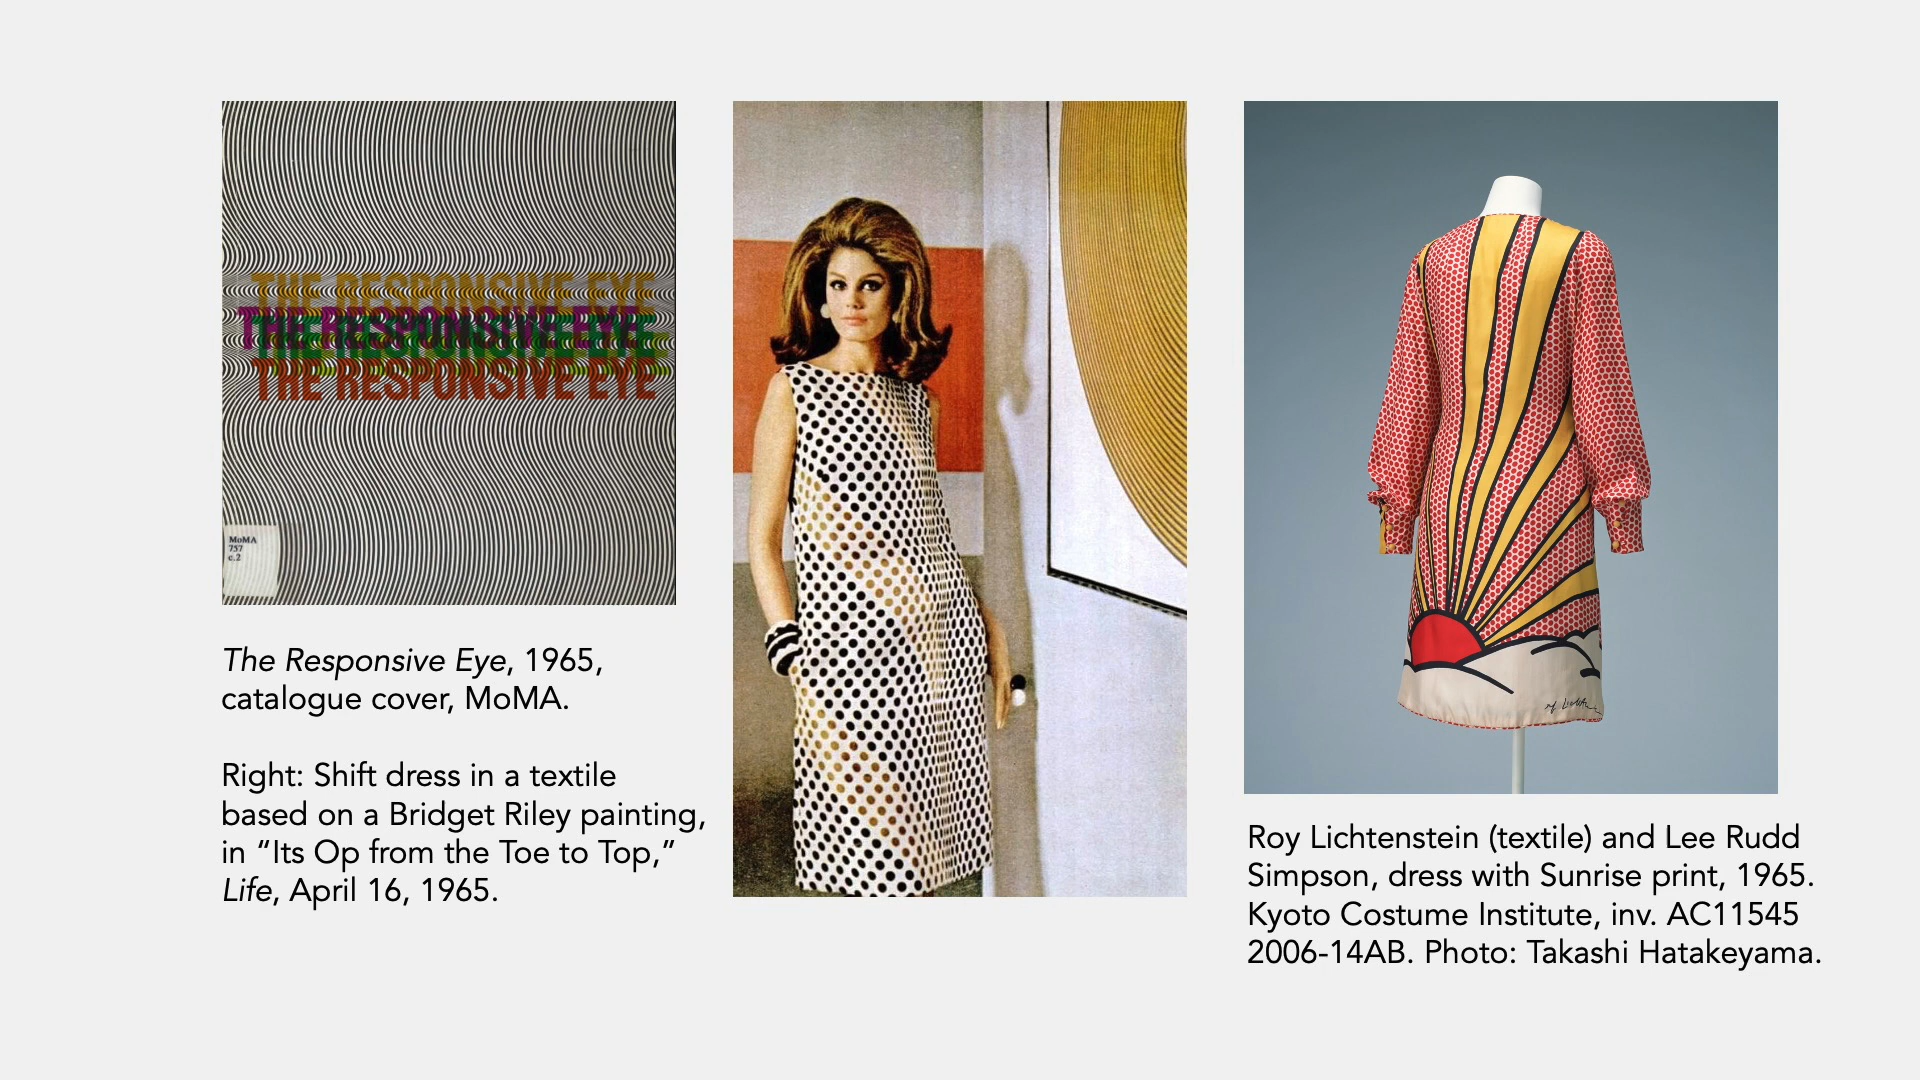 THE RESPONSIVE EYE
THE RESPONSIVE EYE
THE RESPONSIVE EYE
THE RESPONSIVE EYE
MoMA
757
c.2
The Responsive Eye, 1965,
catalogue cover, MoMA.
Right: Shift dress in a textile
based on a Bridget Riley painting,
in “Its Op from the Toe to Top,”
Life, April 16, 1965.
Roy Lichtenstein (textile) and Lee Rudd
Simpson, dress with Sunrise print, 1965.
Kyoto Costume Institute, inv. AC11545
2006-14AB. Photo: Takashi Hatakeyama.